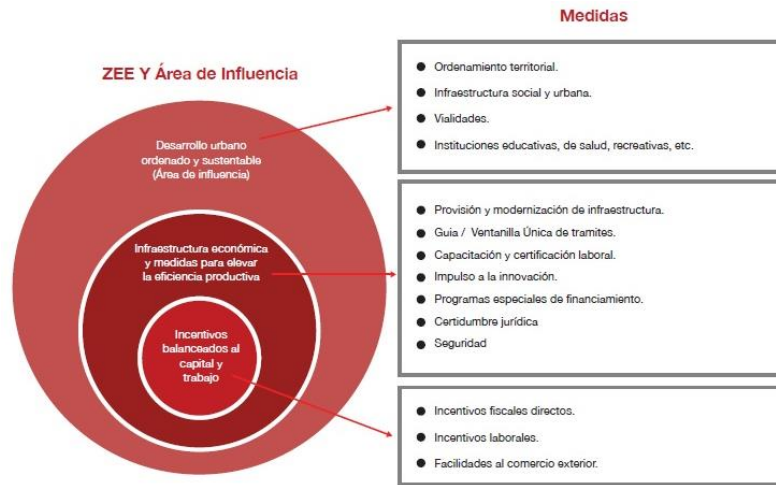 Medidas
ZEE Y Área de Influencia
Desarrollo urbano
ordenado y sustentable
(Área de influencia)
Infraestructura económica
y medidas para elevar
la eficiencia productiva
Incentivos
balanceados al
capital y
trabajo
● Ordenamiento territorial.
● Infraestructura social y urbana.
● Vialidades.
● Instituciones educativas, de salud, recreativas, etc.
● Provisión y modernización de infraestructura.
● Guia / Ventanilla Única de tramites.
● Capacitación y certificación laboral.
● Impulso a la innovación.
● Programas especiales de financiamiento.
● Certidumbre jurídica
● Seguridad
● Incentivos fiscales directos.
● Incentivos laborales.
● Facilidades al comercio exterior.